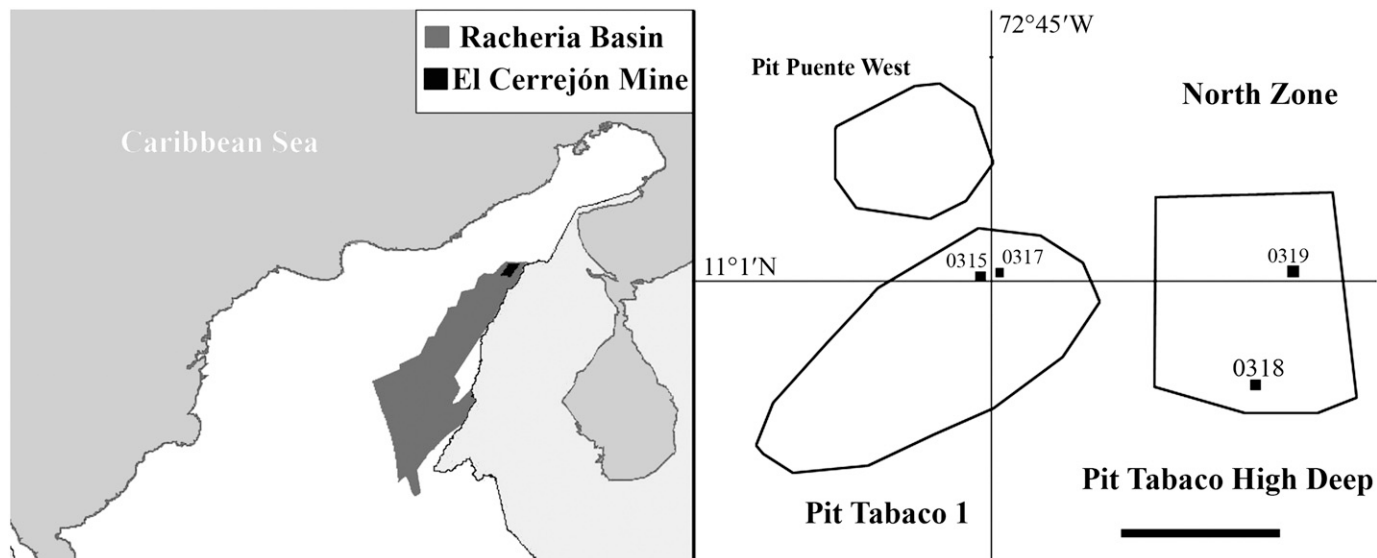 Racheria Basin
El Cerrejón Mine
Caribbean Sea
72°45′W
Pit Puente West
North Zone
0315
0317
11°1′N
0319
0318
Pit Tabaco High Deep
Pit Tabaco 1